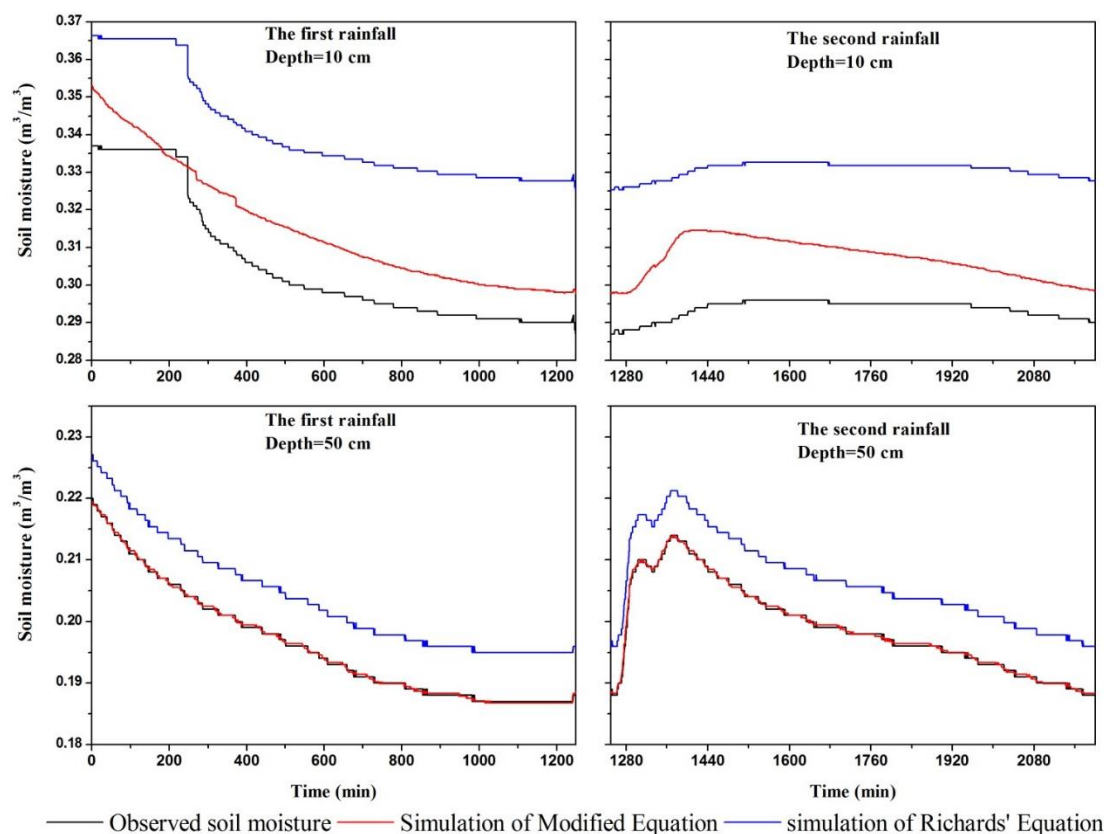 The first rainfall
Depth=10 cm
The second rainfall
Depth=10 cm
0.37
0.36
0.35
0.34
0.33
0.32
0.31
0.30
0.29
0.28
Soil moisture (m³/m³)
0 200 400 600 800 1000 1200
1280 1440 1600 1760 1920 2080
The first rainfall
Depth=50 cm
The second rainfall
Depth=50 cm
0.23
0.22
0.21
0.20
0.19
0.18
Soil moisture (m³/m³)
0 200 400 600 800 1000 1200
1280 1440 1600 1760 1920 2080
Time (min)
Time (min)
Observed soil moisture
Simulation of Modified Equation
simulation of Richards' Equation